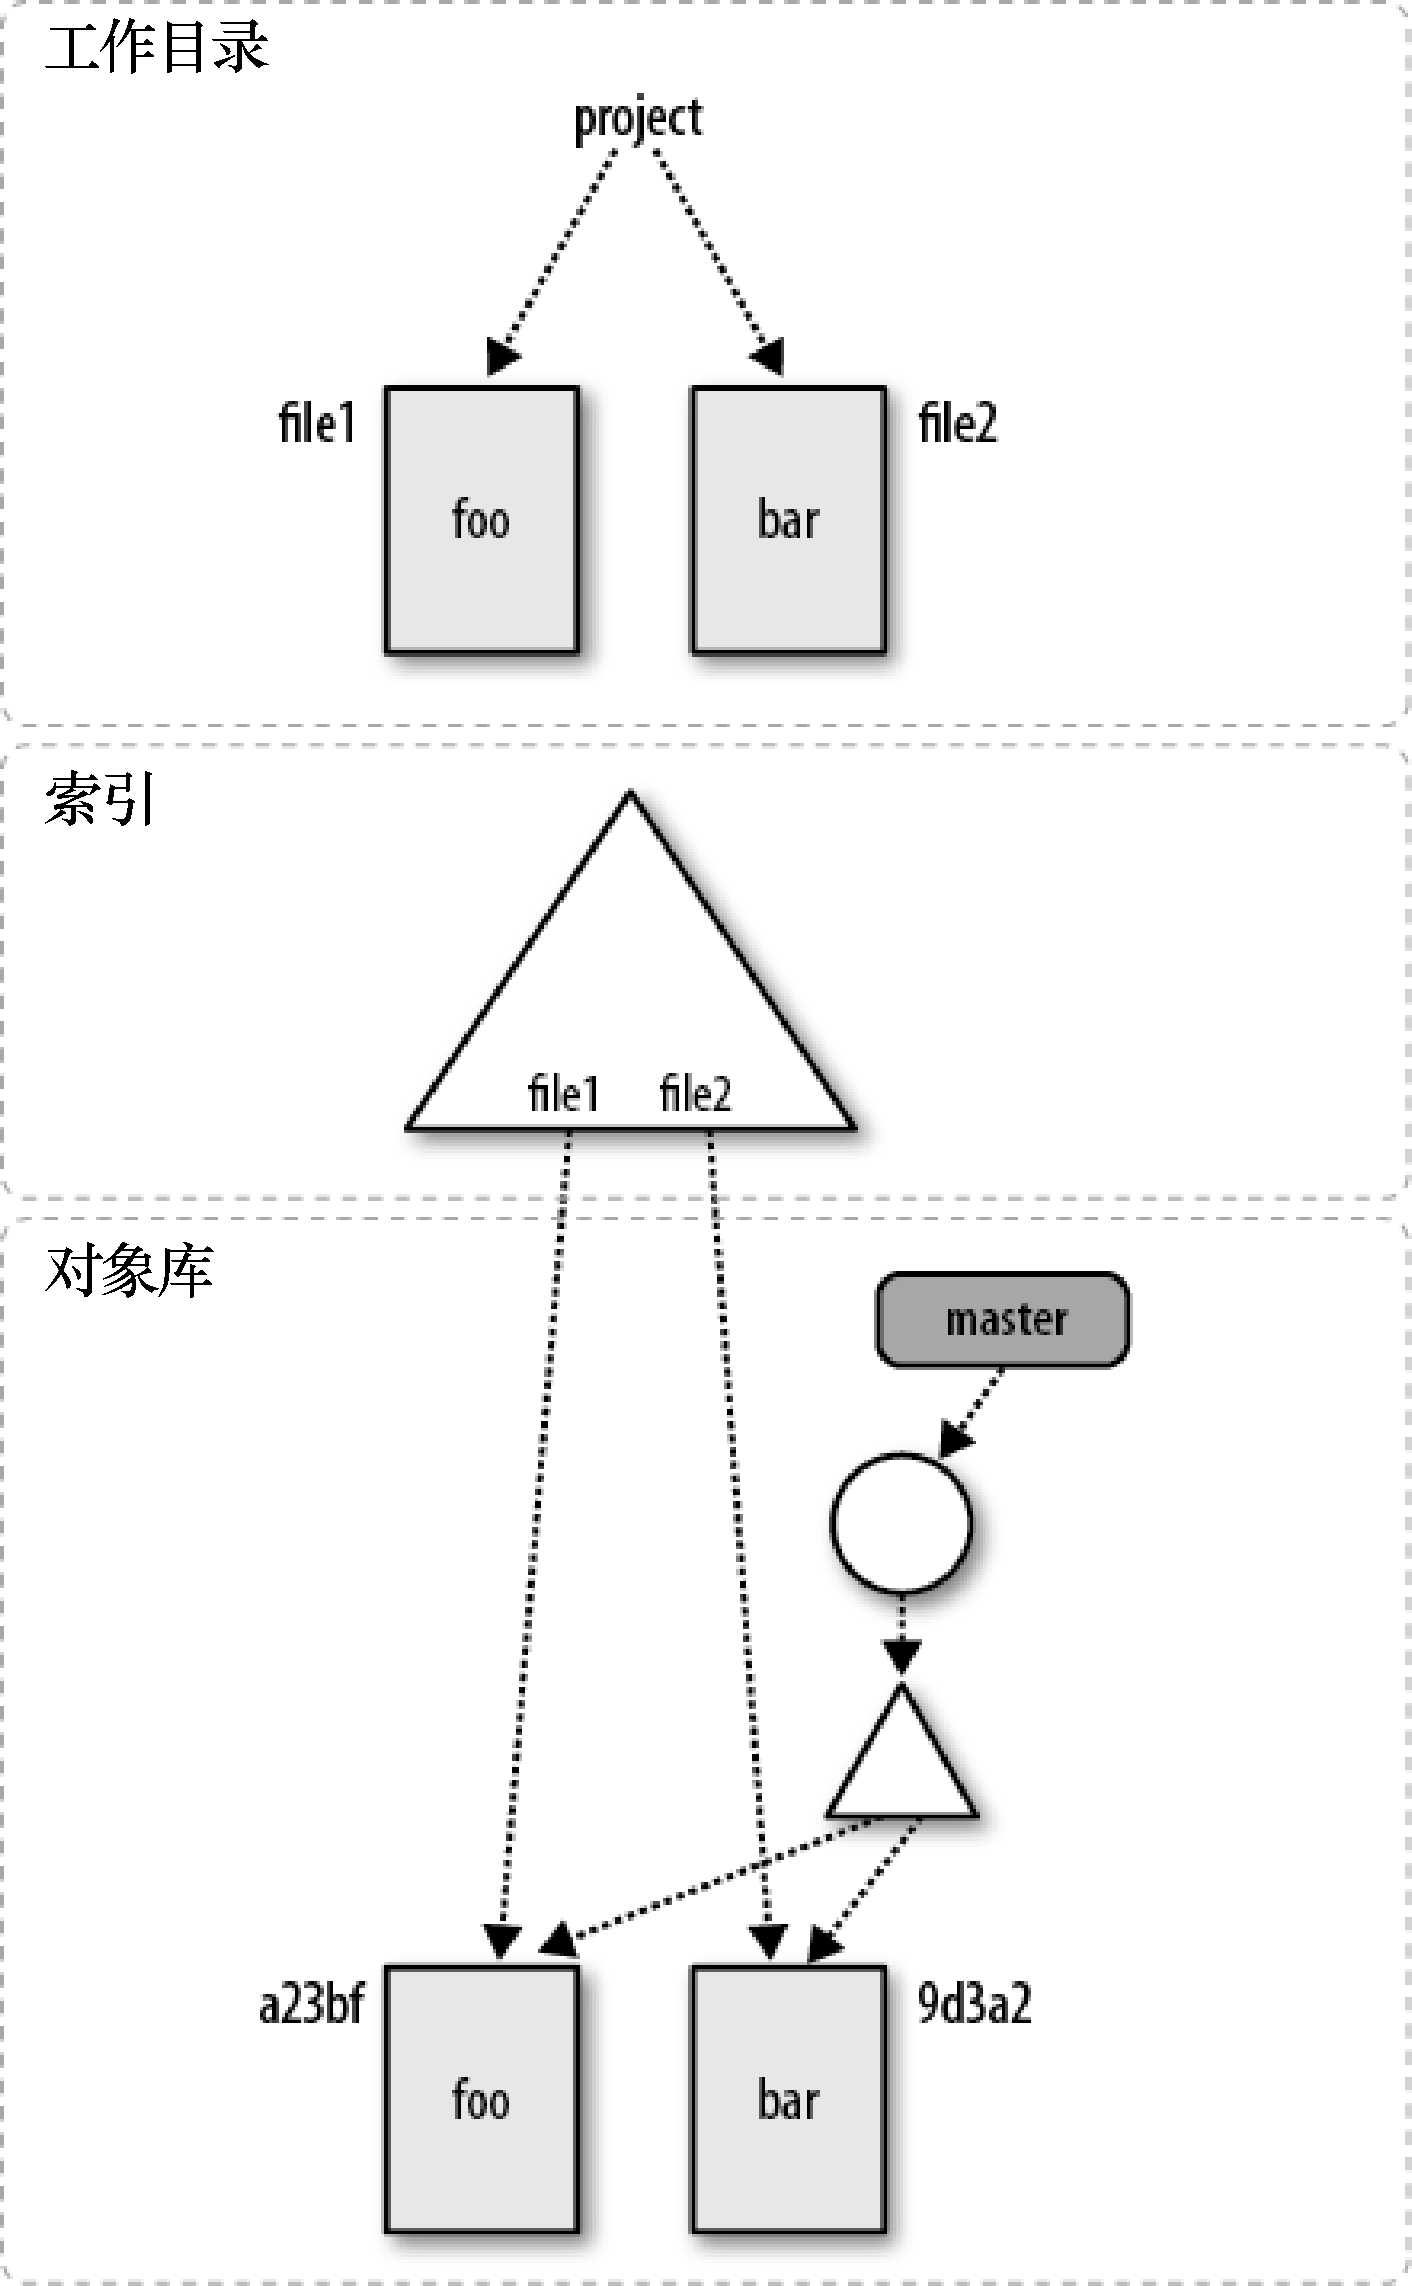 工作目录
project
file1
file2
foo
bar
索引
file1
file2
对象库
master
a23bf
9d3a2
foo
bar